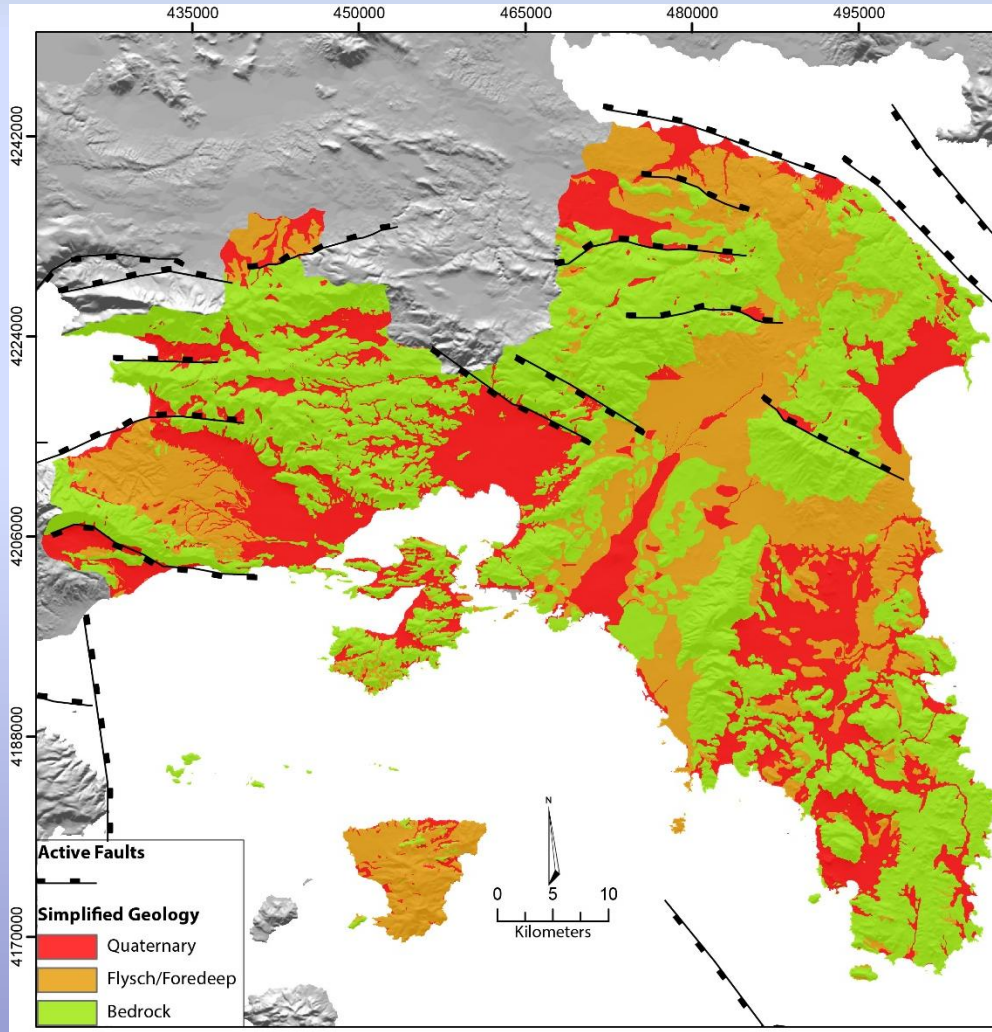 435000 450000 465000 480000 495000
4242000
4224000
4206000
4188000
4170000
N
0 5 10
Kilometers
Active Faults
Simplified Geology
Quaternary
Flysch/Foredeep
Bedrock